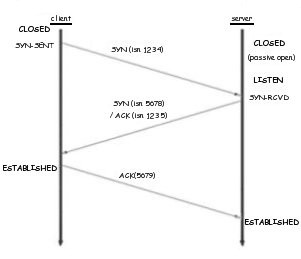 client
server
CLOSED
SYN-SENT
SYN (isn 1234)
CLOSED
(passive open)
LISTEN
SYN-RCVD
SYN (isn 5678)
/ ACK (isn 1235)
ESTABLISHED
ACK(5679)
ESTABLISHED